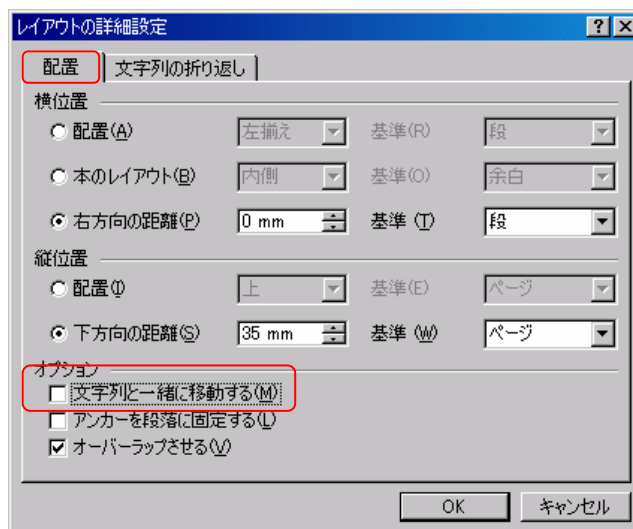 レイアウトの詳細設定
配置 文字列の折り返し
横位置
配置(A) 左揃え 基準(R) 段
本のレイアウト(B) 内側 基準(O) 余白
右方向の距離(P) 0 mm 基準 (T) 段
縦位置
配置(I) 上 基準(E) ページ
下方向の距離(S) 35 mm 基準 (W) ページ
オプション
文字列と一緒に移動する(M)
アンカーを段落に固定する(L)
オーバーラップさせる(V)
OK キャンセル